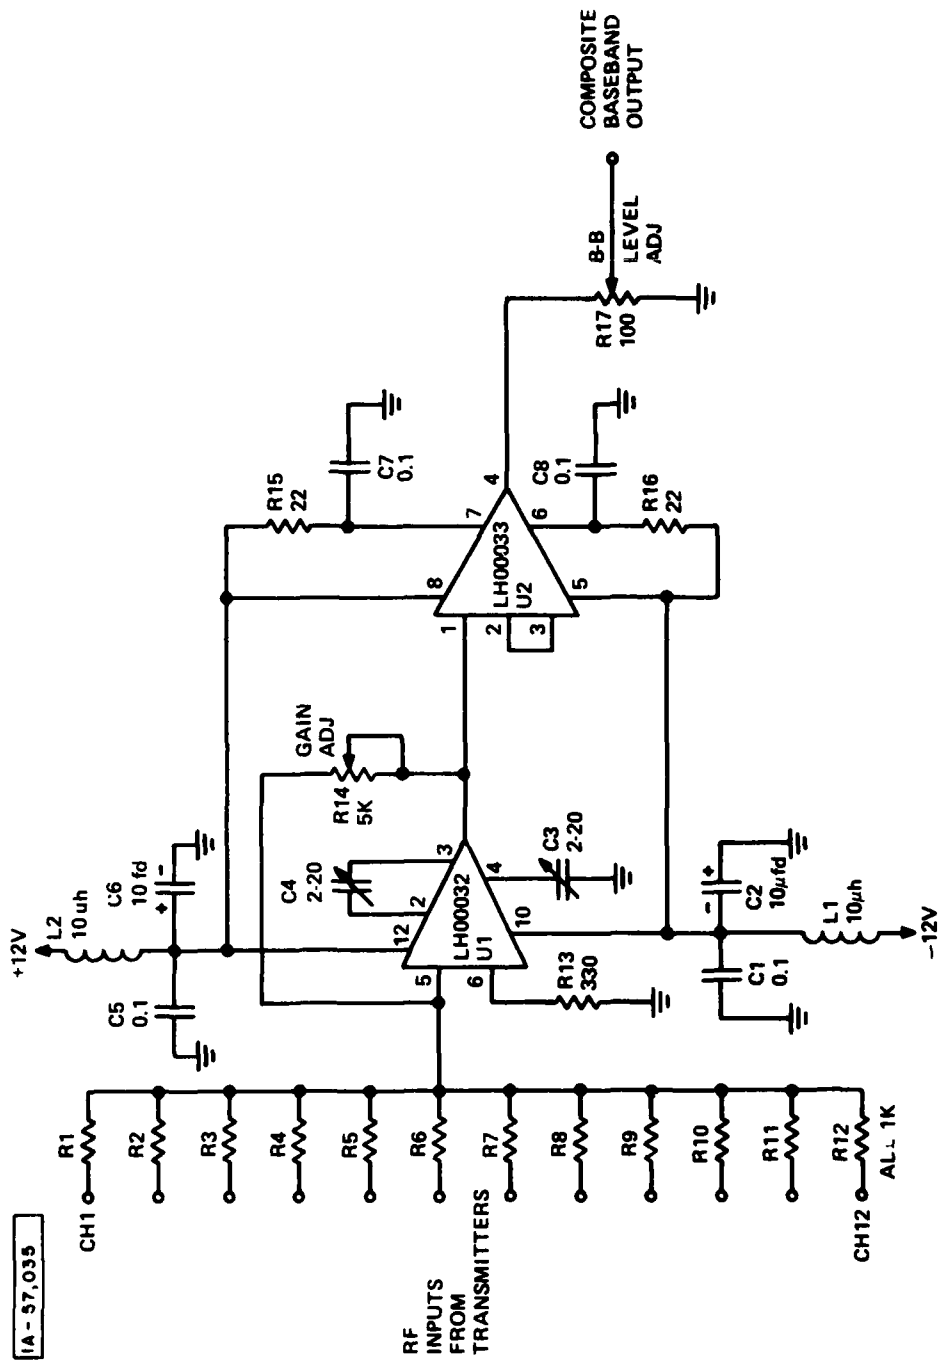 IA - 57,035
+12V
L2
10 uh
C6
10 fd
+ -
C5
0.1
GAIN
ADJ
R14
5K
C4
2-20
C3
2-20
12
2
3
4
10
5
6
LH00032
U1
R13
330
R15
22
C7
0.1
8
7
1
2
3
4
5
6
LH00033
U2
C8
0.1
R16
22
R17
100
B-B
LEVEL
ADJ
COMPOSITE
BASEBAND
OUTPUT
- +
C2
10µfd
C1
0.1
L1
10µh
-12V
CH1
R1
R2
R3
R4
R5
R6
R7
R8
R9
R10
R11
R12
CH12
ALL 1K
RF
INPUTS
FROM
TRANSMITTERS